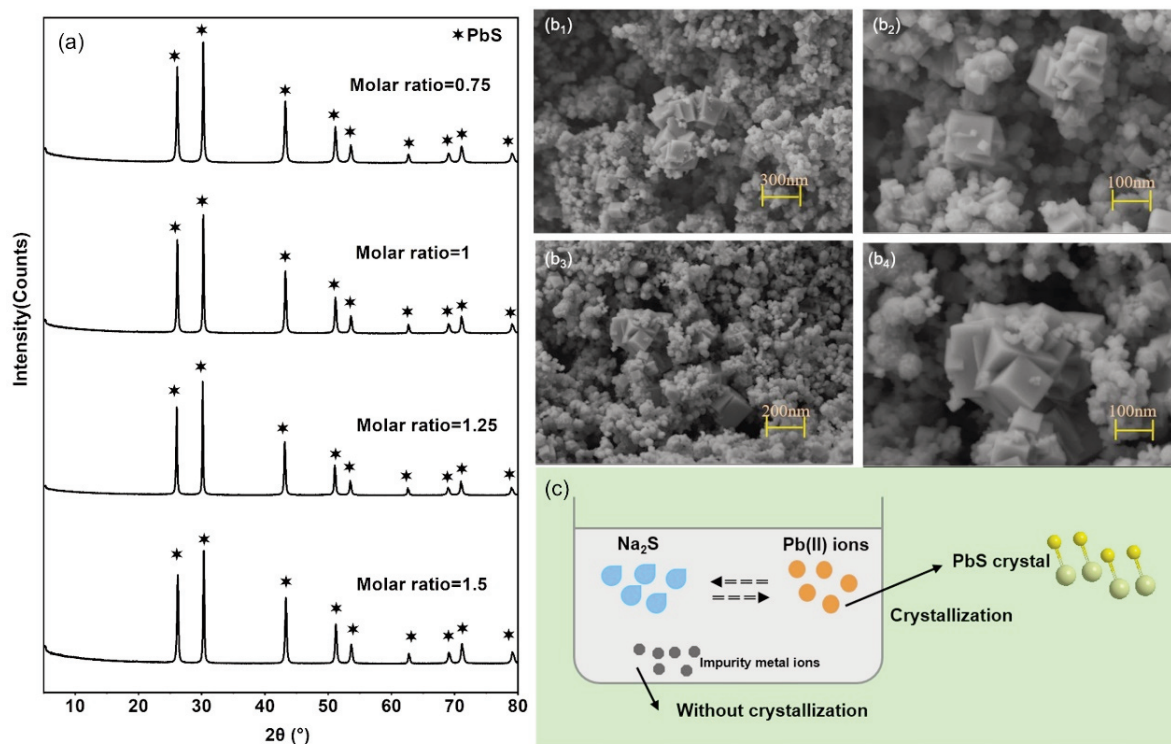 (a)
✶PbS
Molar ratio=0.75
Molar ratio=1
Molar ratio=1.25
Molar ratio=1.5
Intensity(Counts)
10 20 30 40 50 60 70 80
2θ (°)
(b₁)
300nm
(b₂)
100nm
(b₃)
200nm
(b₄)
100nm
(c)
Na₂S
Pb(II) ions
PbS crystal
Crystallization
Impurity metal ions
Without crystallization